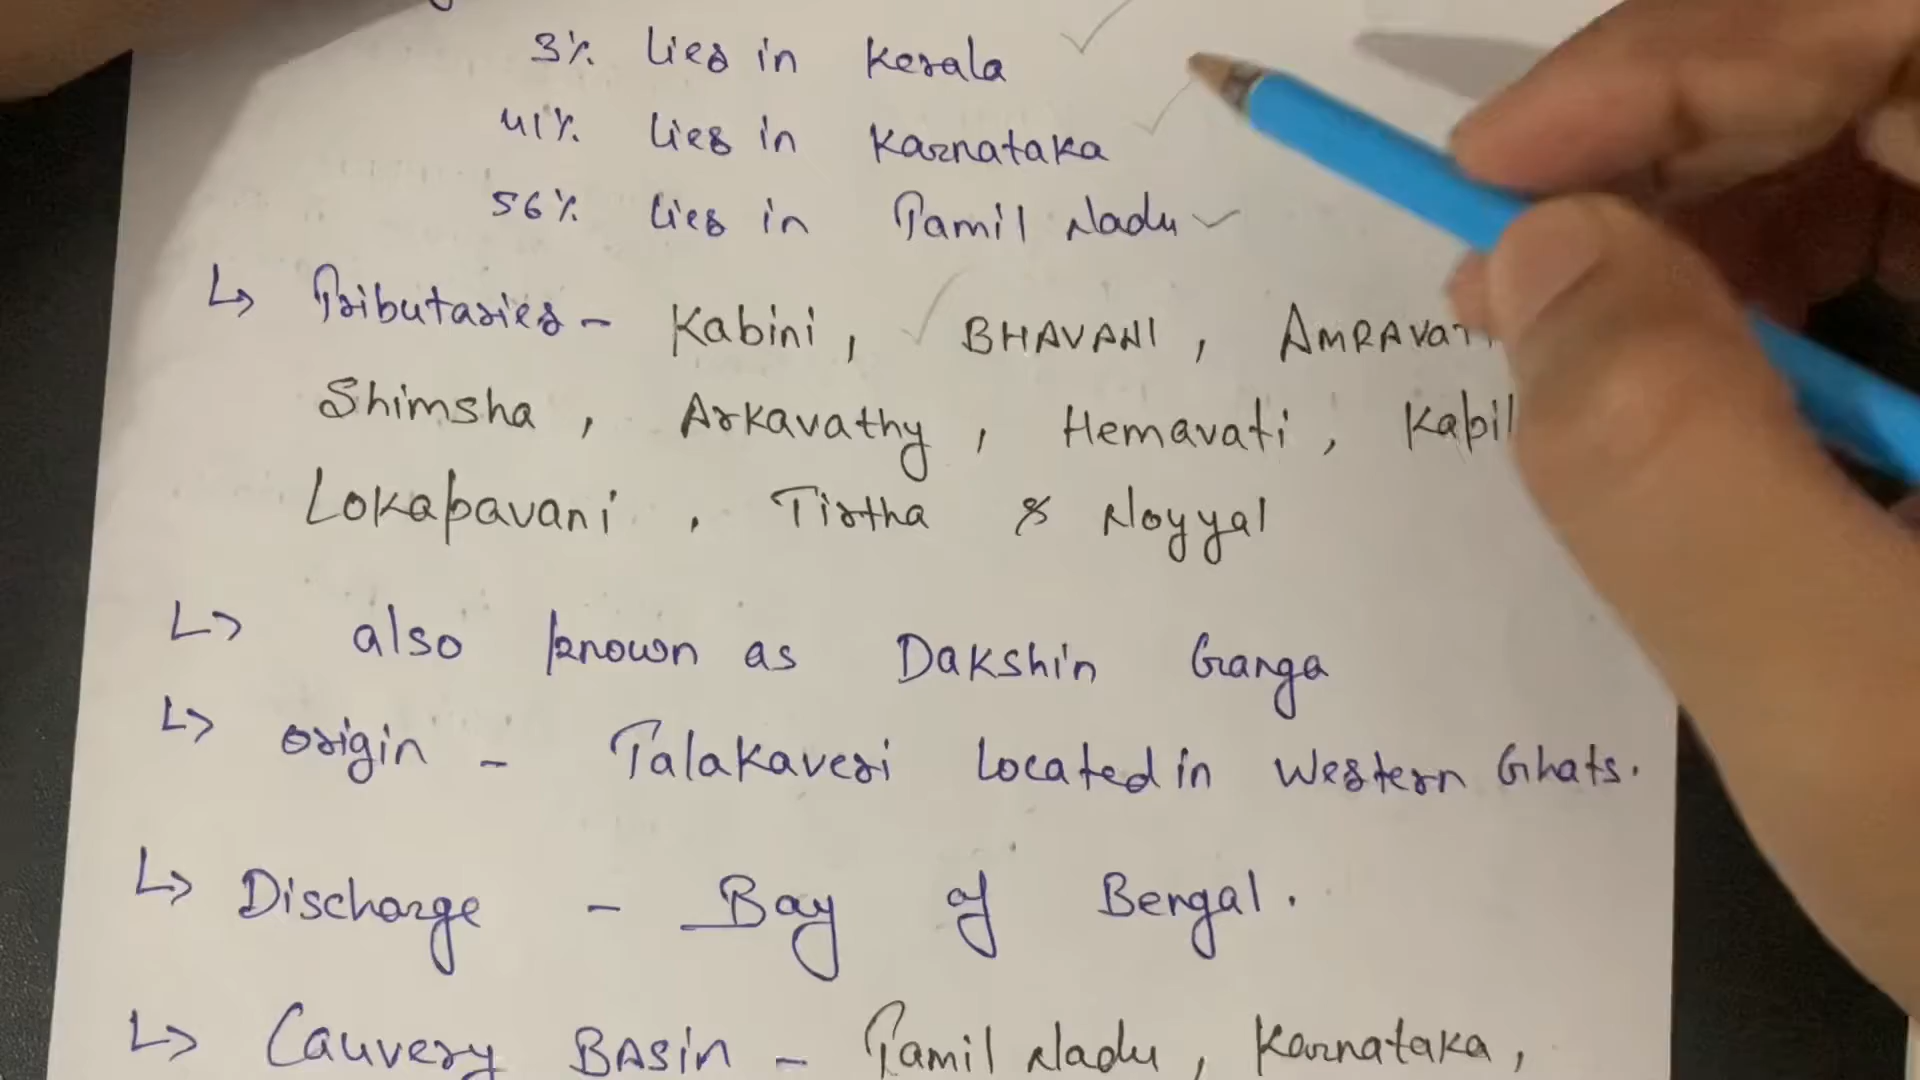 3% lies in Kerala
41% lies in Karnataka
56% lies in Tamil Nadu
↳ Tributaries - Kabini, BHAVANI, AMRAVAT
Shimsha, Arkavathy, Hemavati, Kapil
Lokapavani, Tirtha & Noyyal
↳ also known as Dakshin Ganga
↳ origin - Talakaveri located in Western Ghats.
↳ Discharge - Bay of Bengal.
↳ Cauvery BASin - Tamil Nadu, Karnataka,